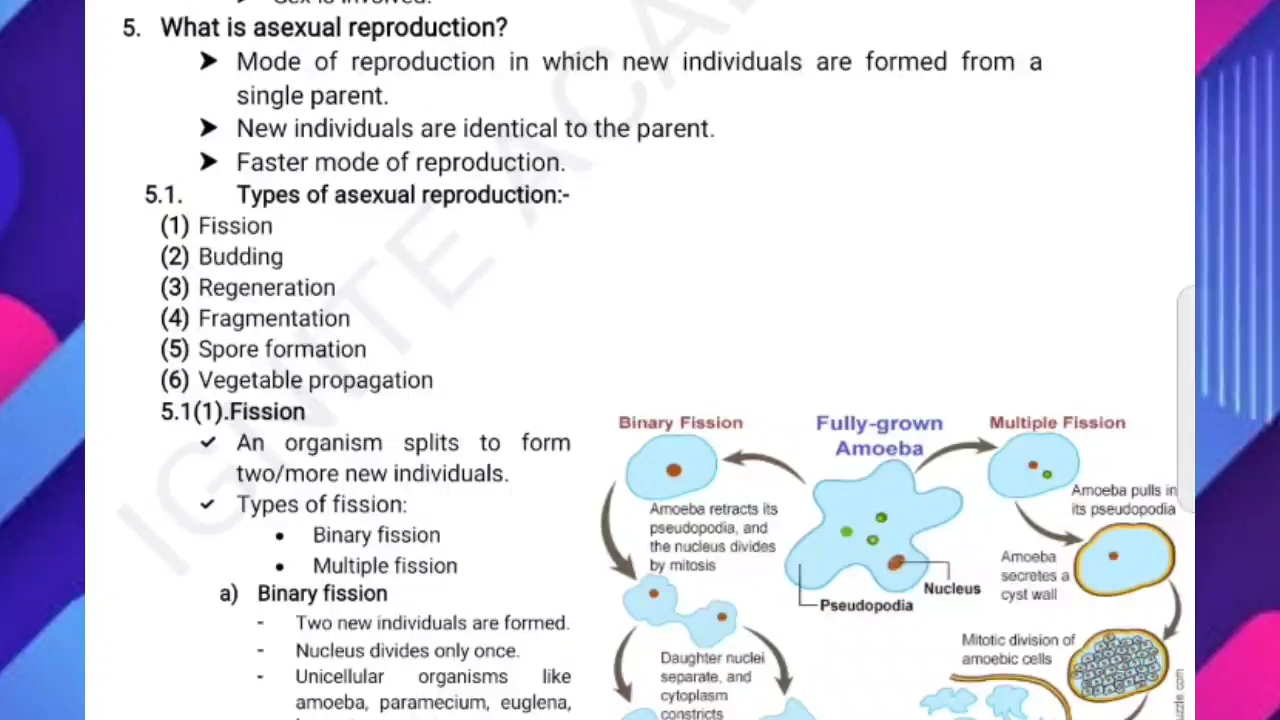 5. What is asexual reproduction?
➤ Mode of reproduction in which new individuals are formed from a
single parent.
➤ New individuals are identical to the parent.
➤ Faster mode of reproduction.
5.1. Types of asexual reproduction:-
(1) Fission
(2) Budding
(3) Regeneration
(4) Fragmentation
(5) Spore formation
(6) Vegetable propagation
5.1(1).Fission
✓ An organism splits to form
two/more new individuals.
✓ Types of fission:
• Binary fission
• Multiple fission
a) Binary fission
- Two new individuals are formed.
- Nucleus divides only once.
- Unicellular organisms like
amoeba, paramecium, euglena,
Binary Fission
Amoeba retracts its
pseudopodia, and
the nucleus divides
by mitosis
Daughter nuclei
separate, and
cytoplasm
constricts
Fully-grown
Amoeba
Nucleus
Pseudopodia
Multiple Fission
Amoeba pulls in
its pseudopodia
Amoeba
secretes a
cyst wall
Mitotic division of
amoebic cells
IGNITE ACAD